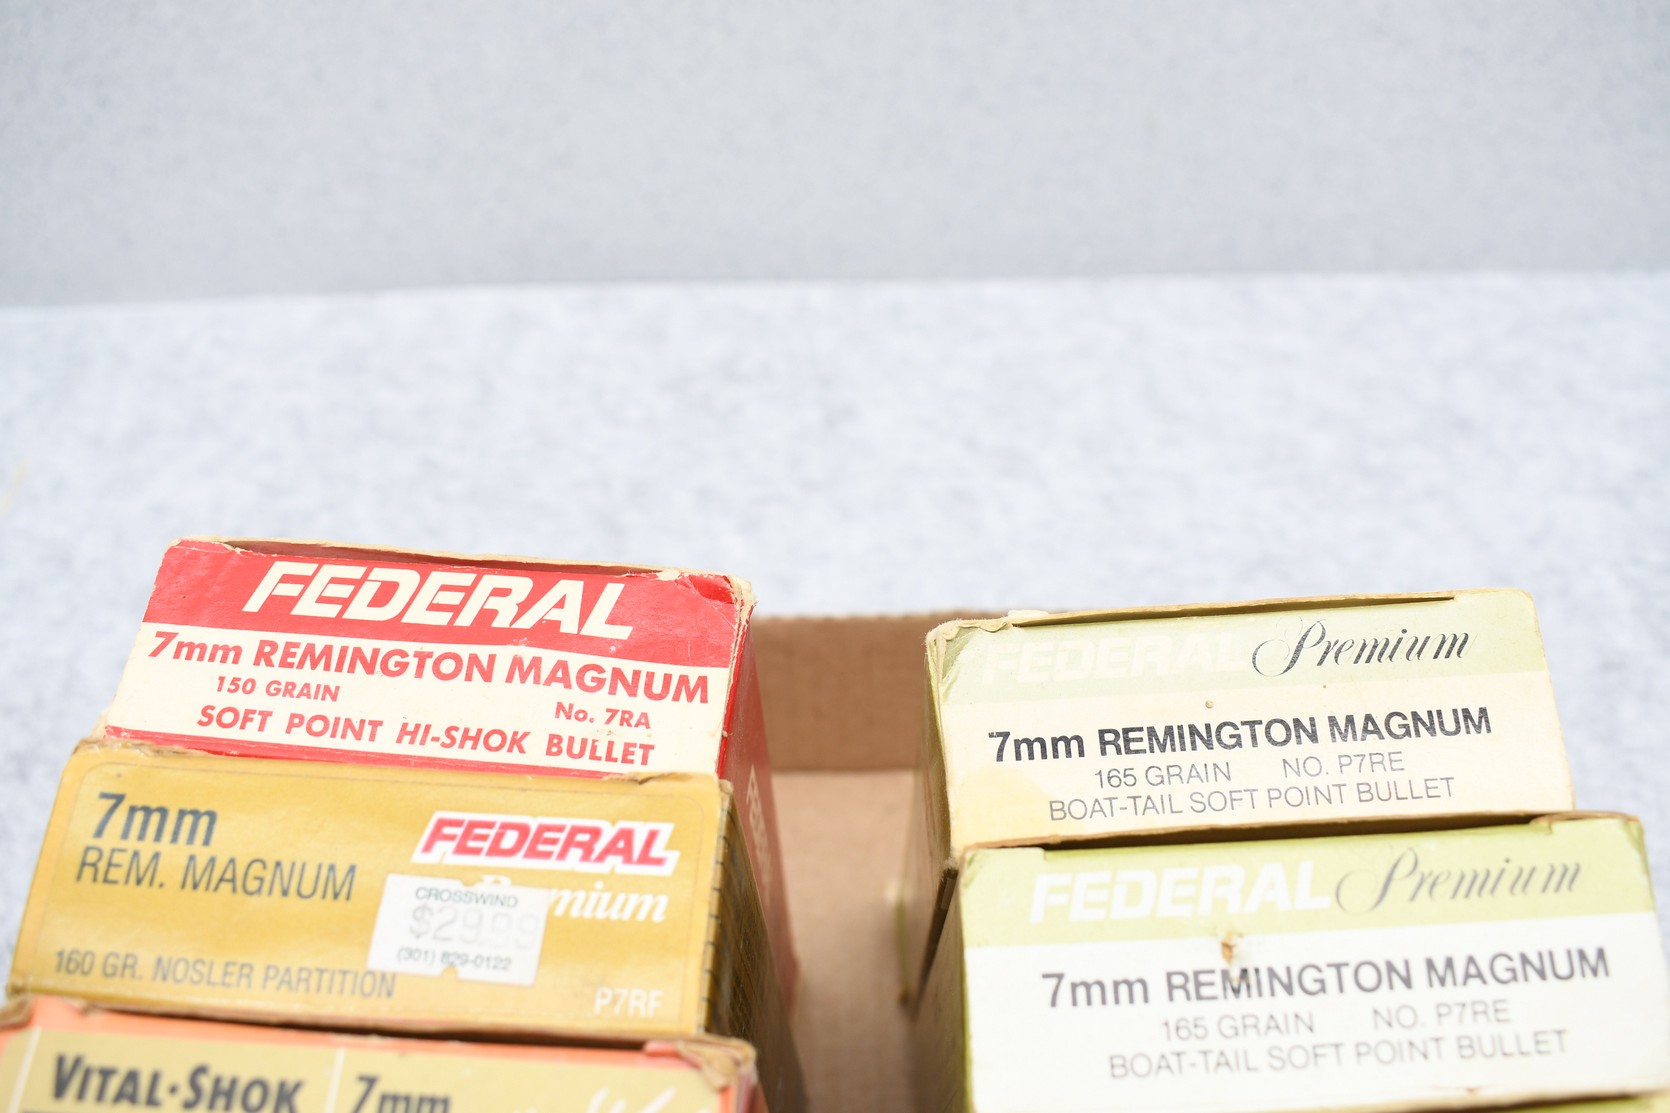 FEDERAL
7mm REMINGTON MAGNUM
150 GRAIN
No. 7RA
SOFT POINT HI-SHOK BULLET
7mm
REM. MAGNUM
FEDERAL
CROSSWIND
$29.99
(301) 829-0122
160 GR. NOSLER PARTITION
P7RF
VITAL·SHOK
7mm
FEDERAL Premium
7mm REMINGTON MAGNUM
165 GRAIN NO. P7RE
BOAT-TAIL SOFT POINT BULLET
FEDERAL Premium
7mm REMINGTON MAGNUM
165 GRAIN NO. P7RE
BOAT-TAIL SOFT POINT BULLET